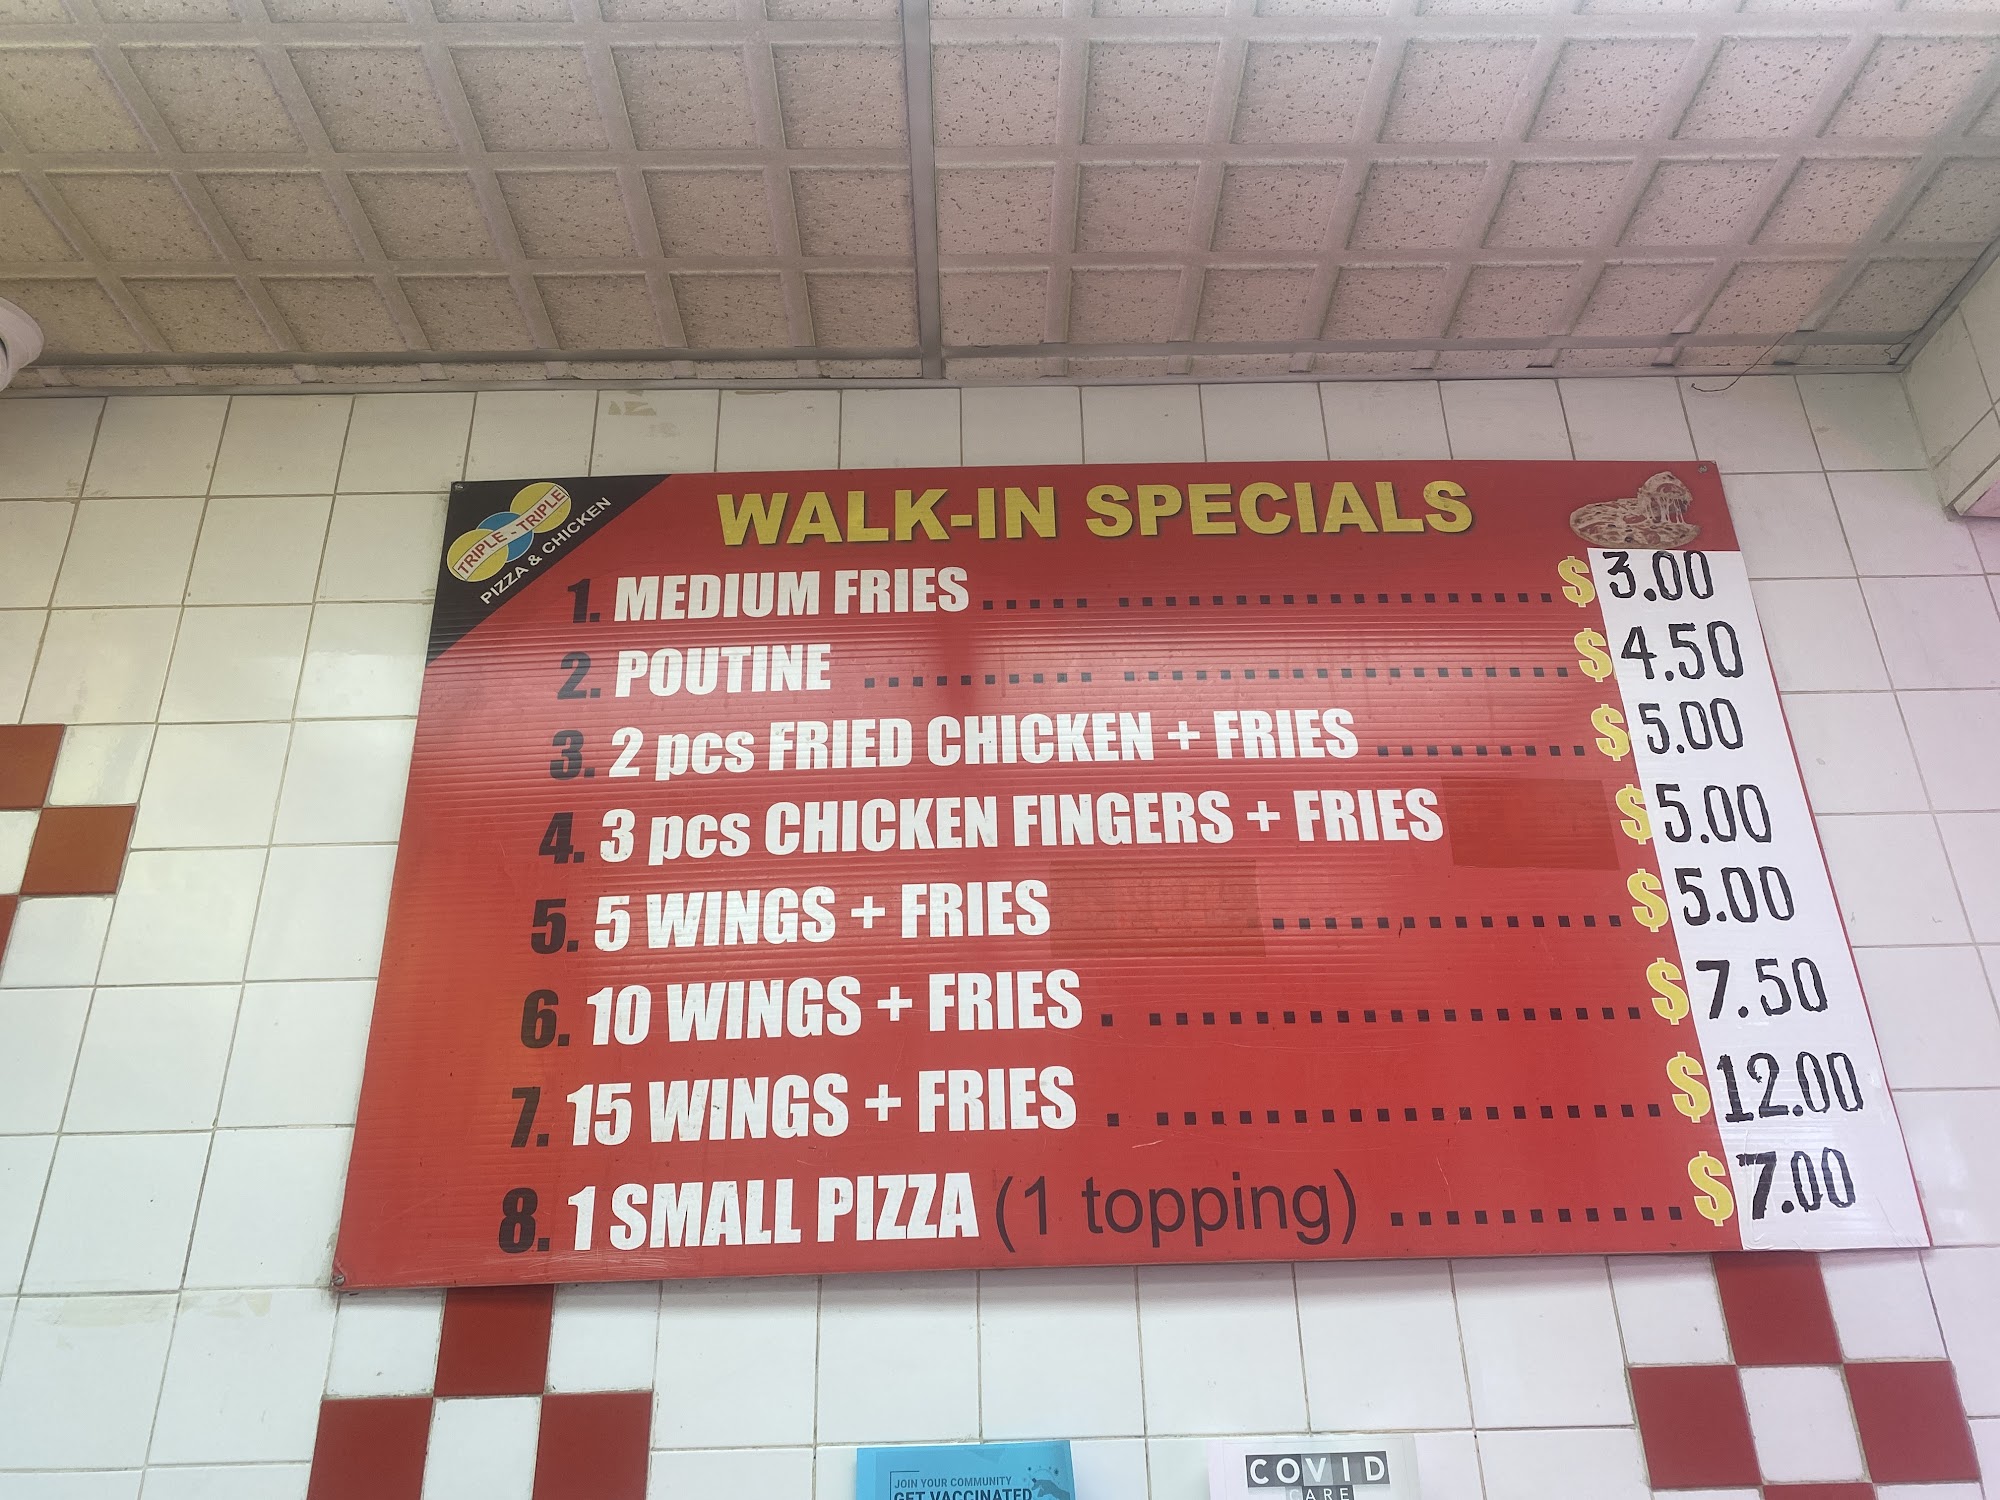 TRIPLE - TRIPLE
PIZZA & CHICKEN
WALK-IN SPECIALS
1. MEDIUM FRIES ..... .................... $ 3.00
2. POUTINE .......... .................... $ 4.50
3. 2 pcs FRIED CHICKEN + FRIES ......... $ 5.00
4. 3 pcs CHICKEN FINGERS + FRIES $ 5.00
5. 5 WINGS + FRIES ............. $ 5.00
6. 10 WINGS + FRIES . ................... $ 7.50
7. 15 WINGS + FRIES . ................... $ 12.00
8. 1 SMALL PIZZA (1 topping) ........... $ 7.00
JOIN YOUR COMMUNITY
GET VACCINATED
COVID
CARE